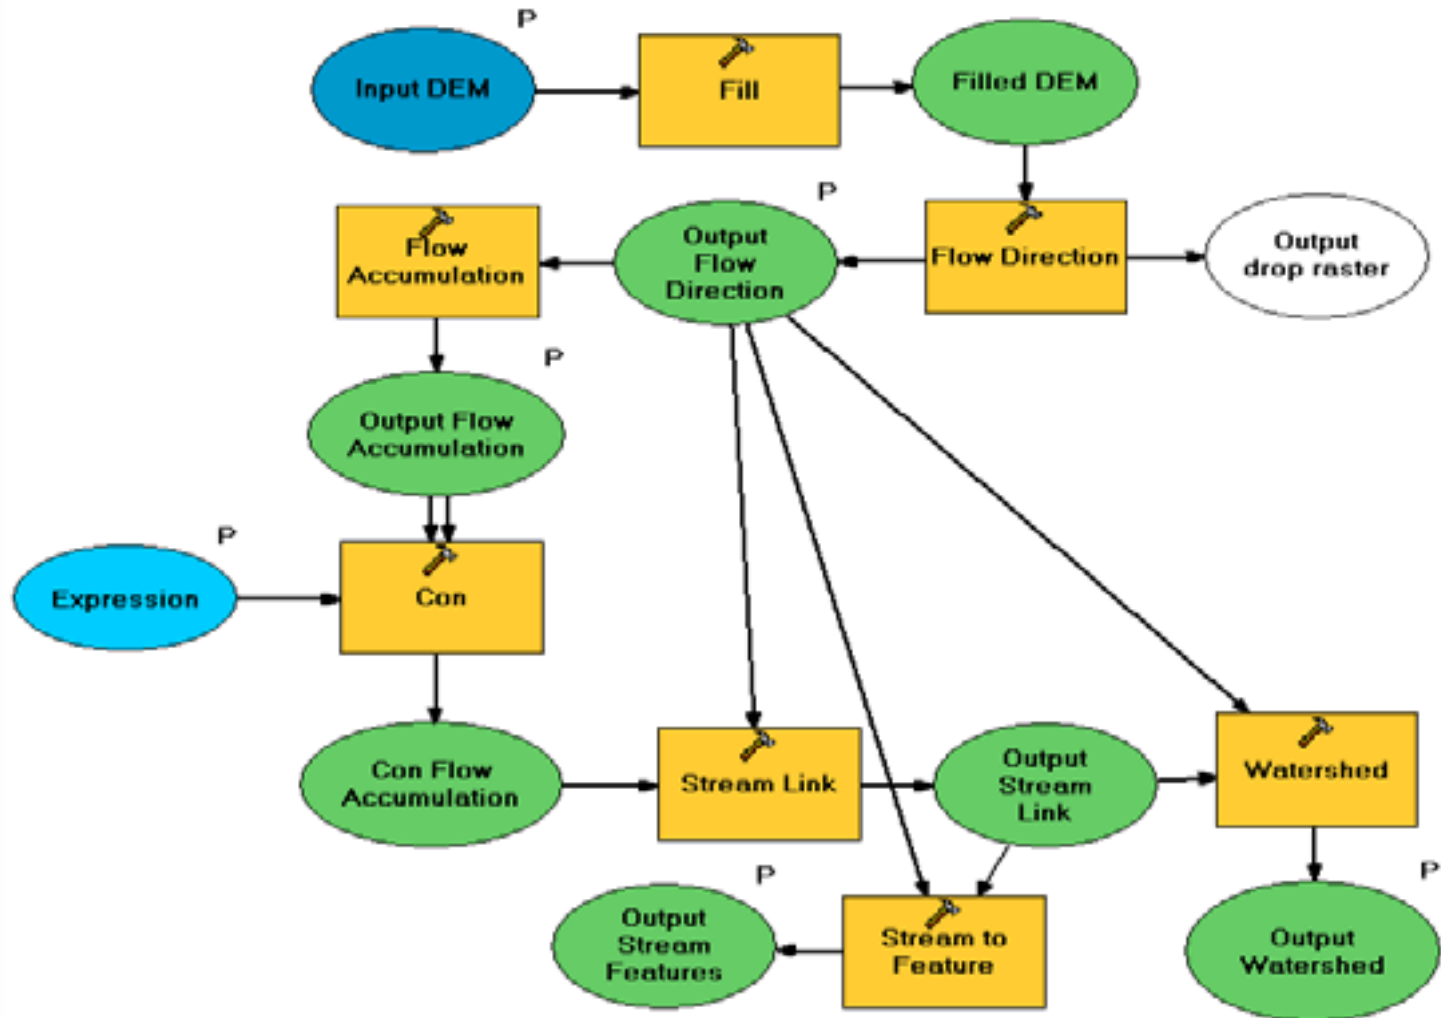 P
Input DEM
Fill
Filled DEM
P
Flow
Accumulation
Output
Flow
Direction
Flow Direction
Output
drop raster
P
Output Flow
Accumulation
P
Expression
Con
Con Flow
Accumulation
Stream Link
Output
Stream
Link
Watershed
P
P
Output
Stream
Features
Stream to
Feature
Output
Watershed